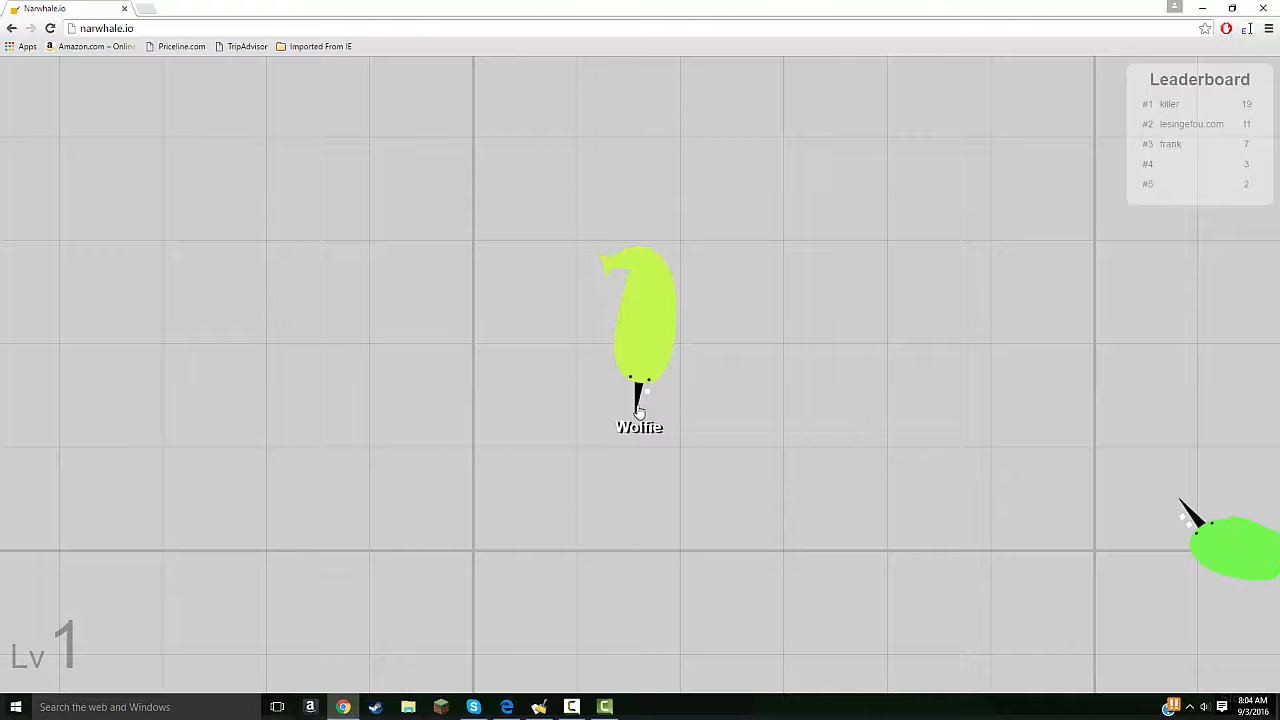 Narwhale.io
narwhale.io
Apps Amazon.com – Onlin Priceline.com TripAdvisor Imported From IE
Leaderboard
#1 killer 19
#2 lesingefou.com 11
#3 frank 7
#4 3
#5 2
Wolfie
Lv 1
Search the web and Windows
8:04 AM
9/3/2016